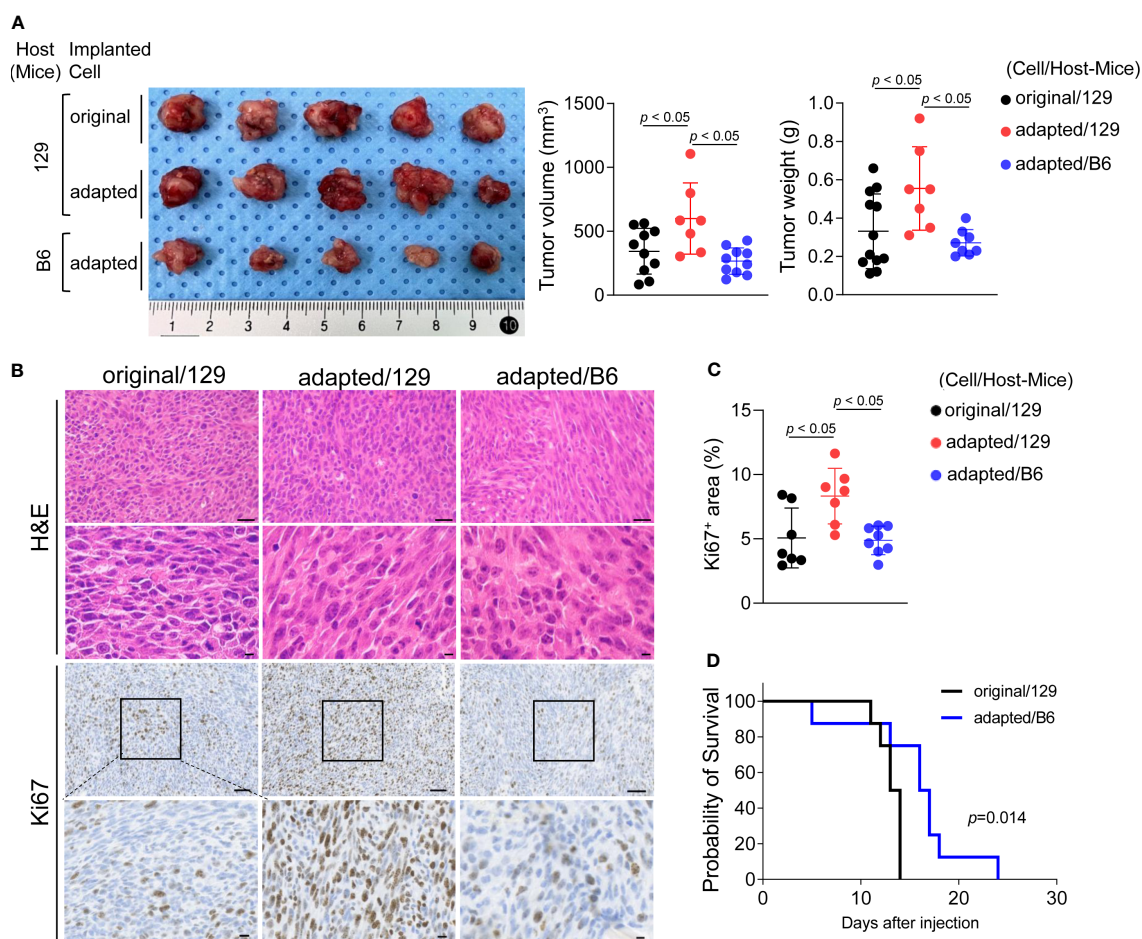 A
Host
(Mice)
Implanted
Cell
129
original
adapted
B6
adapted
1 2 3 4 5 6 7 8 9 10
Tumor volume (mm³)
1500
1000
500
0
p < 0.05
p < 0.05
Tumor weight (g)
1.0
0.8
0.6
0.4
0.2
0.0
p < 0.05
p < 0.05
(Cell/Host-Mice)
original/129
adapted/129
adapted/B6
B
original/129 adapted/129 adapted/B6
H&E
Ki67
C
Ki67⁺ area (%)
15
10
5
0
p < 0.05
p < 0.05
(Cell/Host-Mice)
original/129
adapted/129
adapted/B6
D
Probability of Survival
100
80
60
40
20
0
0 10 20 30
Days after injection
original/129
adapted/B6
p=0.014